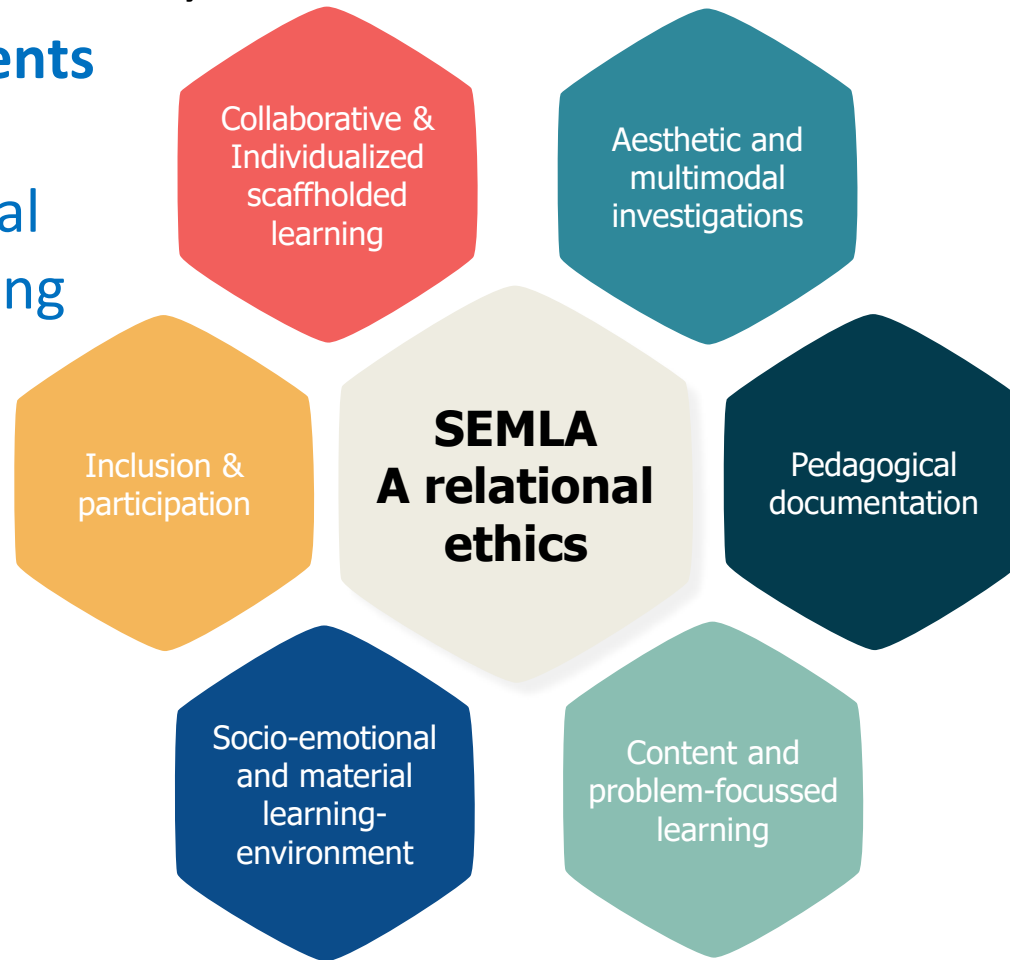 ents
al
ng
Collaborative &
Individualized
scaffholded
learning
Aesthetic and
multimodal
investigations
Inclusion &
participation
SEMLA
A relational
ethics
Pedagogical
documentation
Socio-emotional
and material
learning-
environment
Content and
problem-focussed
learning